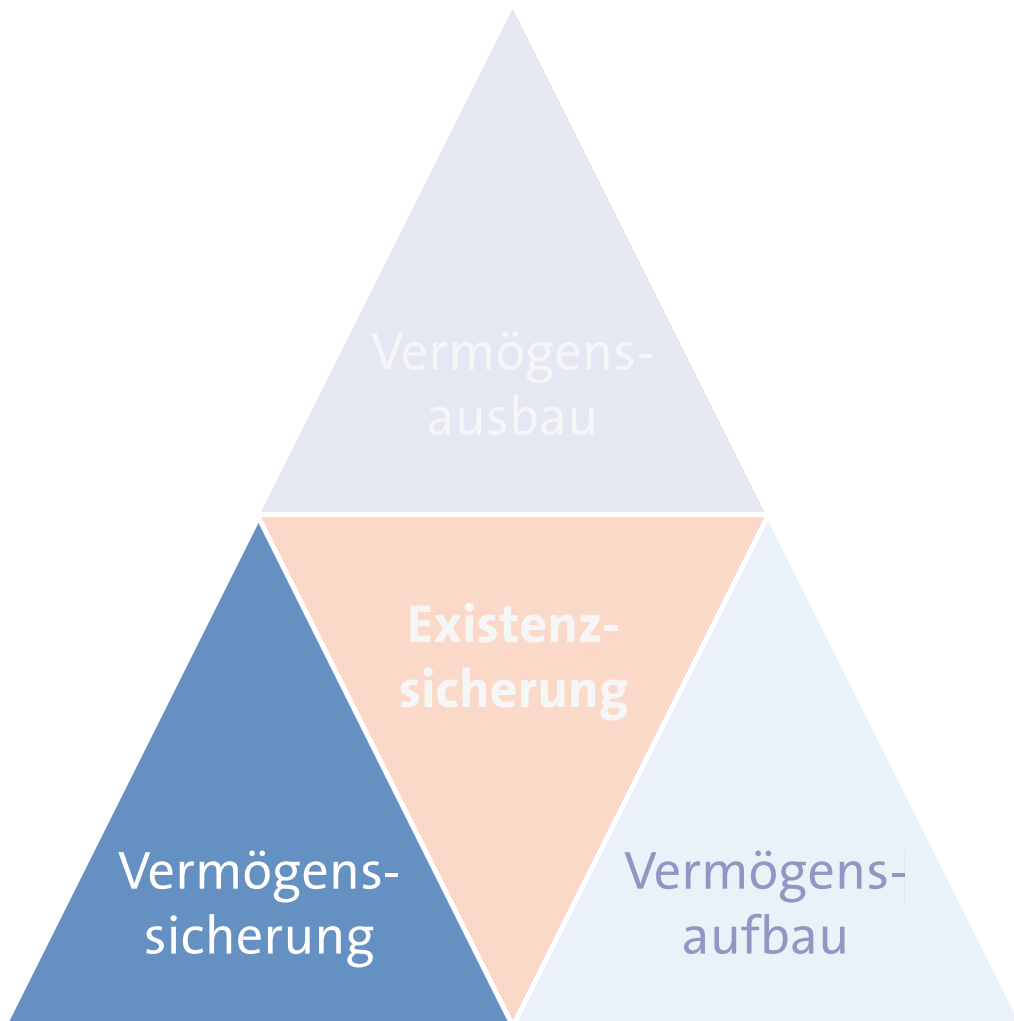 Vermögens-
ausbau
Existenz-
sicherung
Vermögens-
sicherung
Vermögens-
aufbau